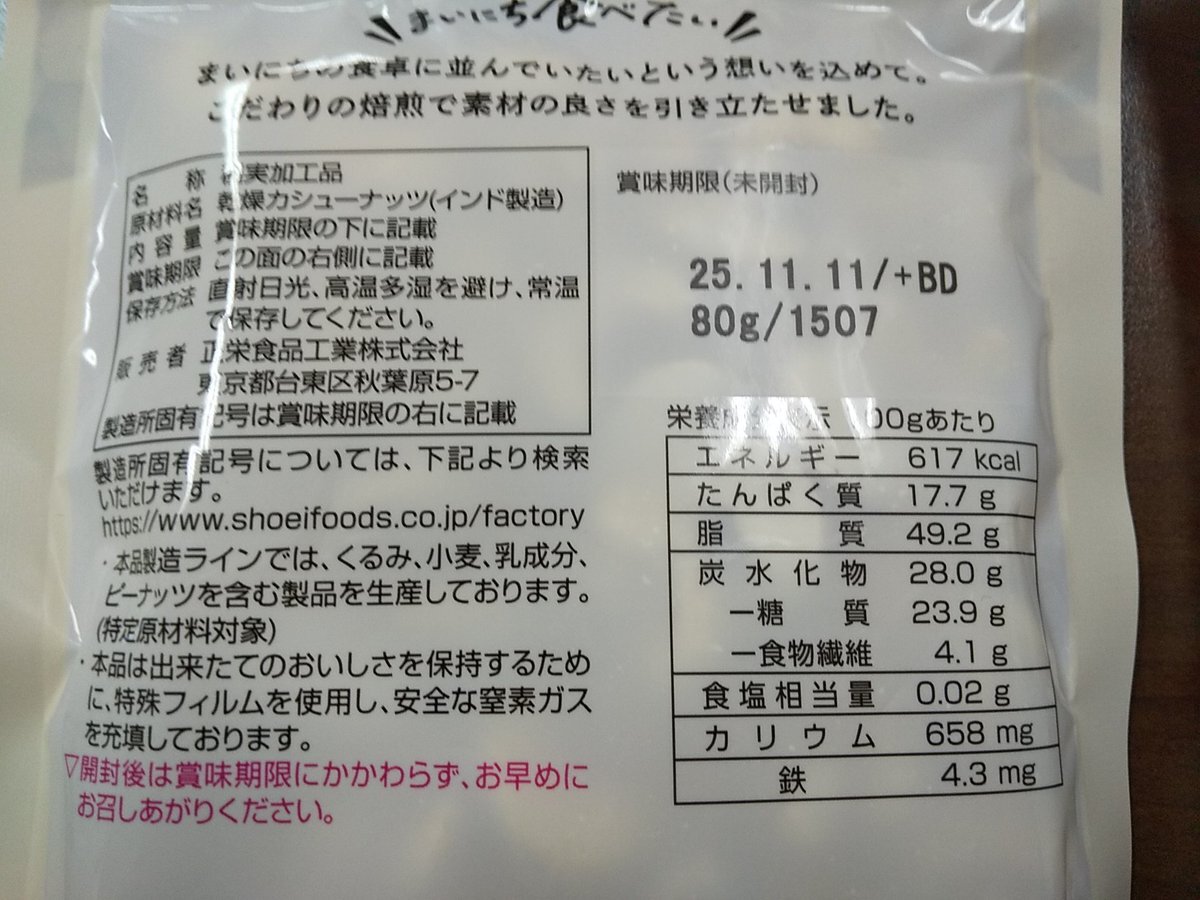 まいにち食べたい
まいにちの食卓に並んでいたいという想いを込めて。
こだわりの焙煎で素材の良さを引き立たせました。
名称 実加工品
原材料名 乾燥カシューナッツ(インド製造)
内容量 賞味期限の下に記載
賞味期限 この面の右側に記載
保存方法 直射日光、高温多湿を避け、常温
で保存してください。
販売者 正栄食品工業株式会社
東京都台東区秋葉原5-7
製造所固有記号は賞味期限の右に記載
製造所固有記号については、下記より検索
いただけます。
https://www.shoeifoods.co.jp/factory
・本品製造ラインでは、くるみ、小麦、乳成分、
ピーナッツを含む製品を生産しております。
(特定原材料対象)
・本品は出来たてのおいしさを保持するため
に、特殊フィルムを使用し、安全な窒素ガス
を充填しております。
▽開封後は賞味期限にかかわらず、お早めに
お召しあがりください。
賞味期限(未開封)
25.11.11/+BD
80g/1507
栄養成 示 00gあたり
エネルギー 617 kcal
たんぱく質 17.7 g
脂質 49.2 g
炭水化物 28.0 g
ー糖質 23.9 g
ー食物繊維 4.1 g
食塩相当量 0.02 g
カリウム 658 mg
鉄 4.3 mg